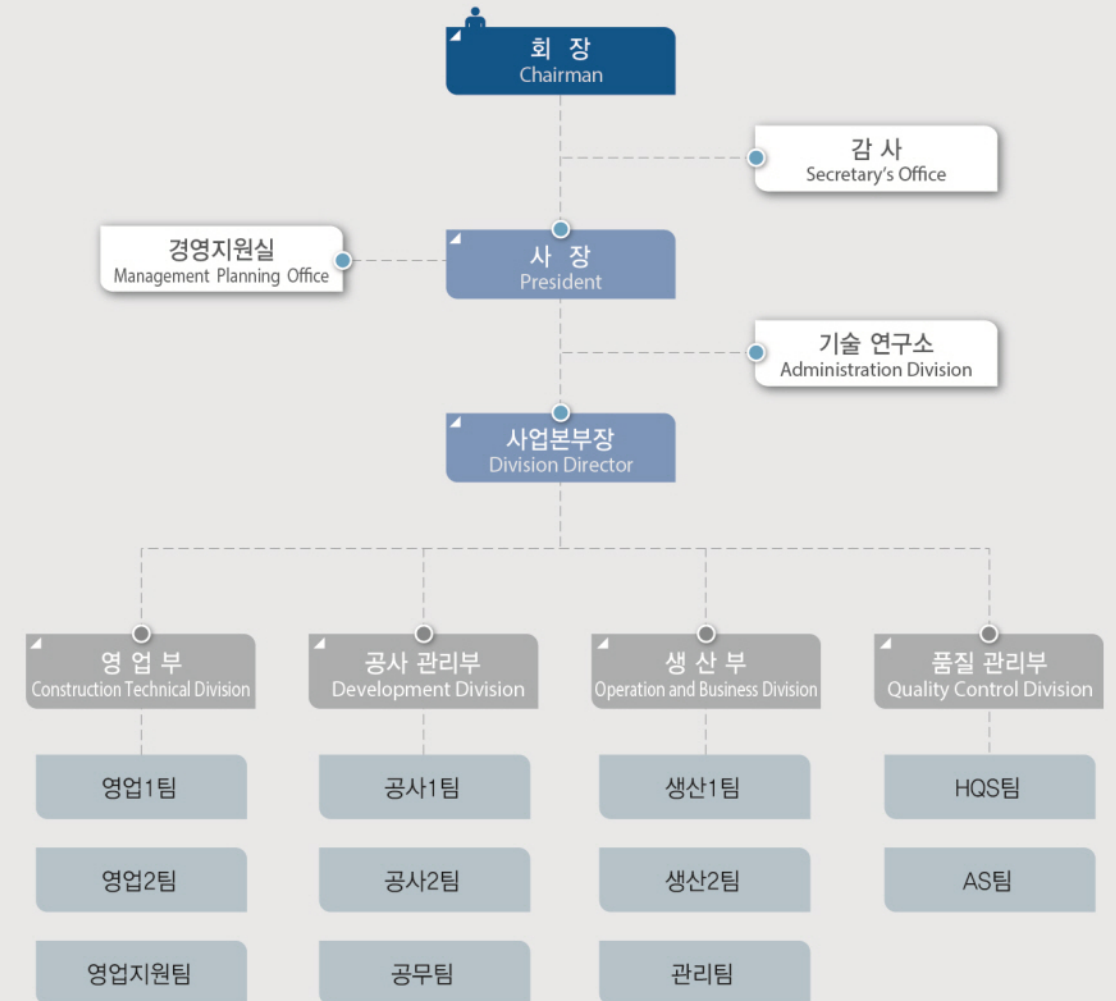 회 장
Chairman
감 사
Secretary's Office
경영지원실
Management Planning Office
사 장
President
기술 연구소
Administration Division
사업본부장
Division Director
영 업 부
Construction Technical Division
공사 관리부
Development Division
생 산 부
Operation and Business Division
품질 관리부
Quality Control Division
영업1팀
공사1팀
생산1팀
HQS팀
영업2팀
공사2팀
생산2팀
AS팀
영업지원팀
공무팀
관리팀